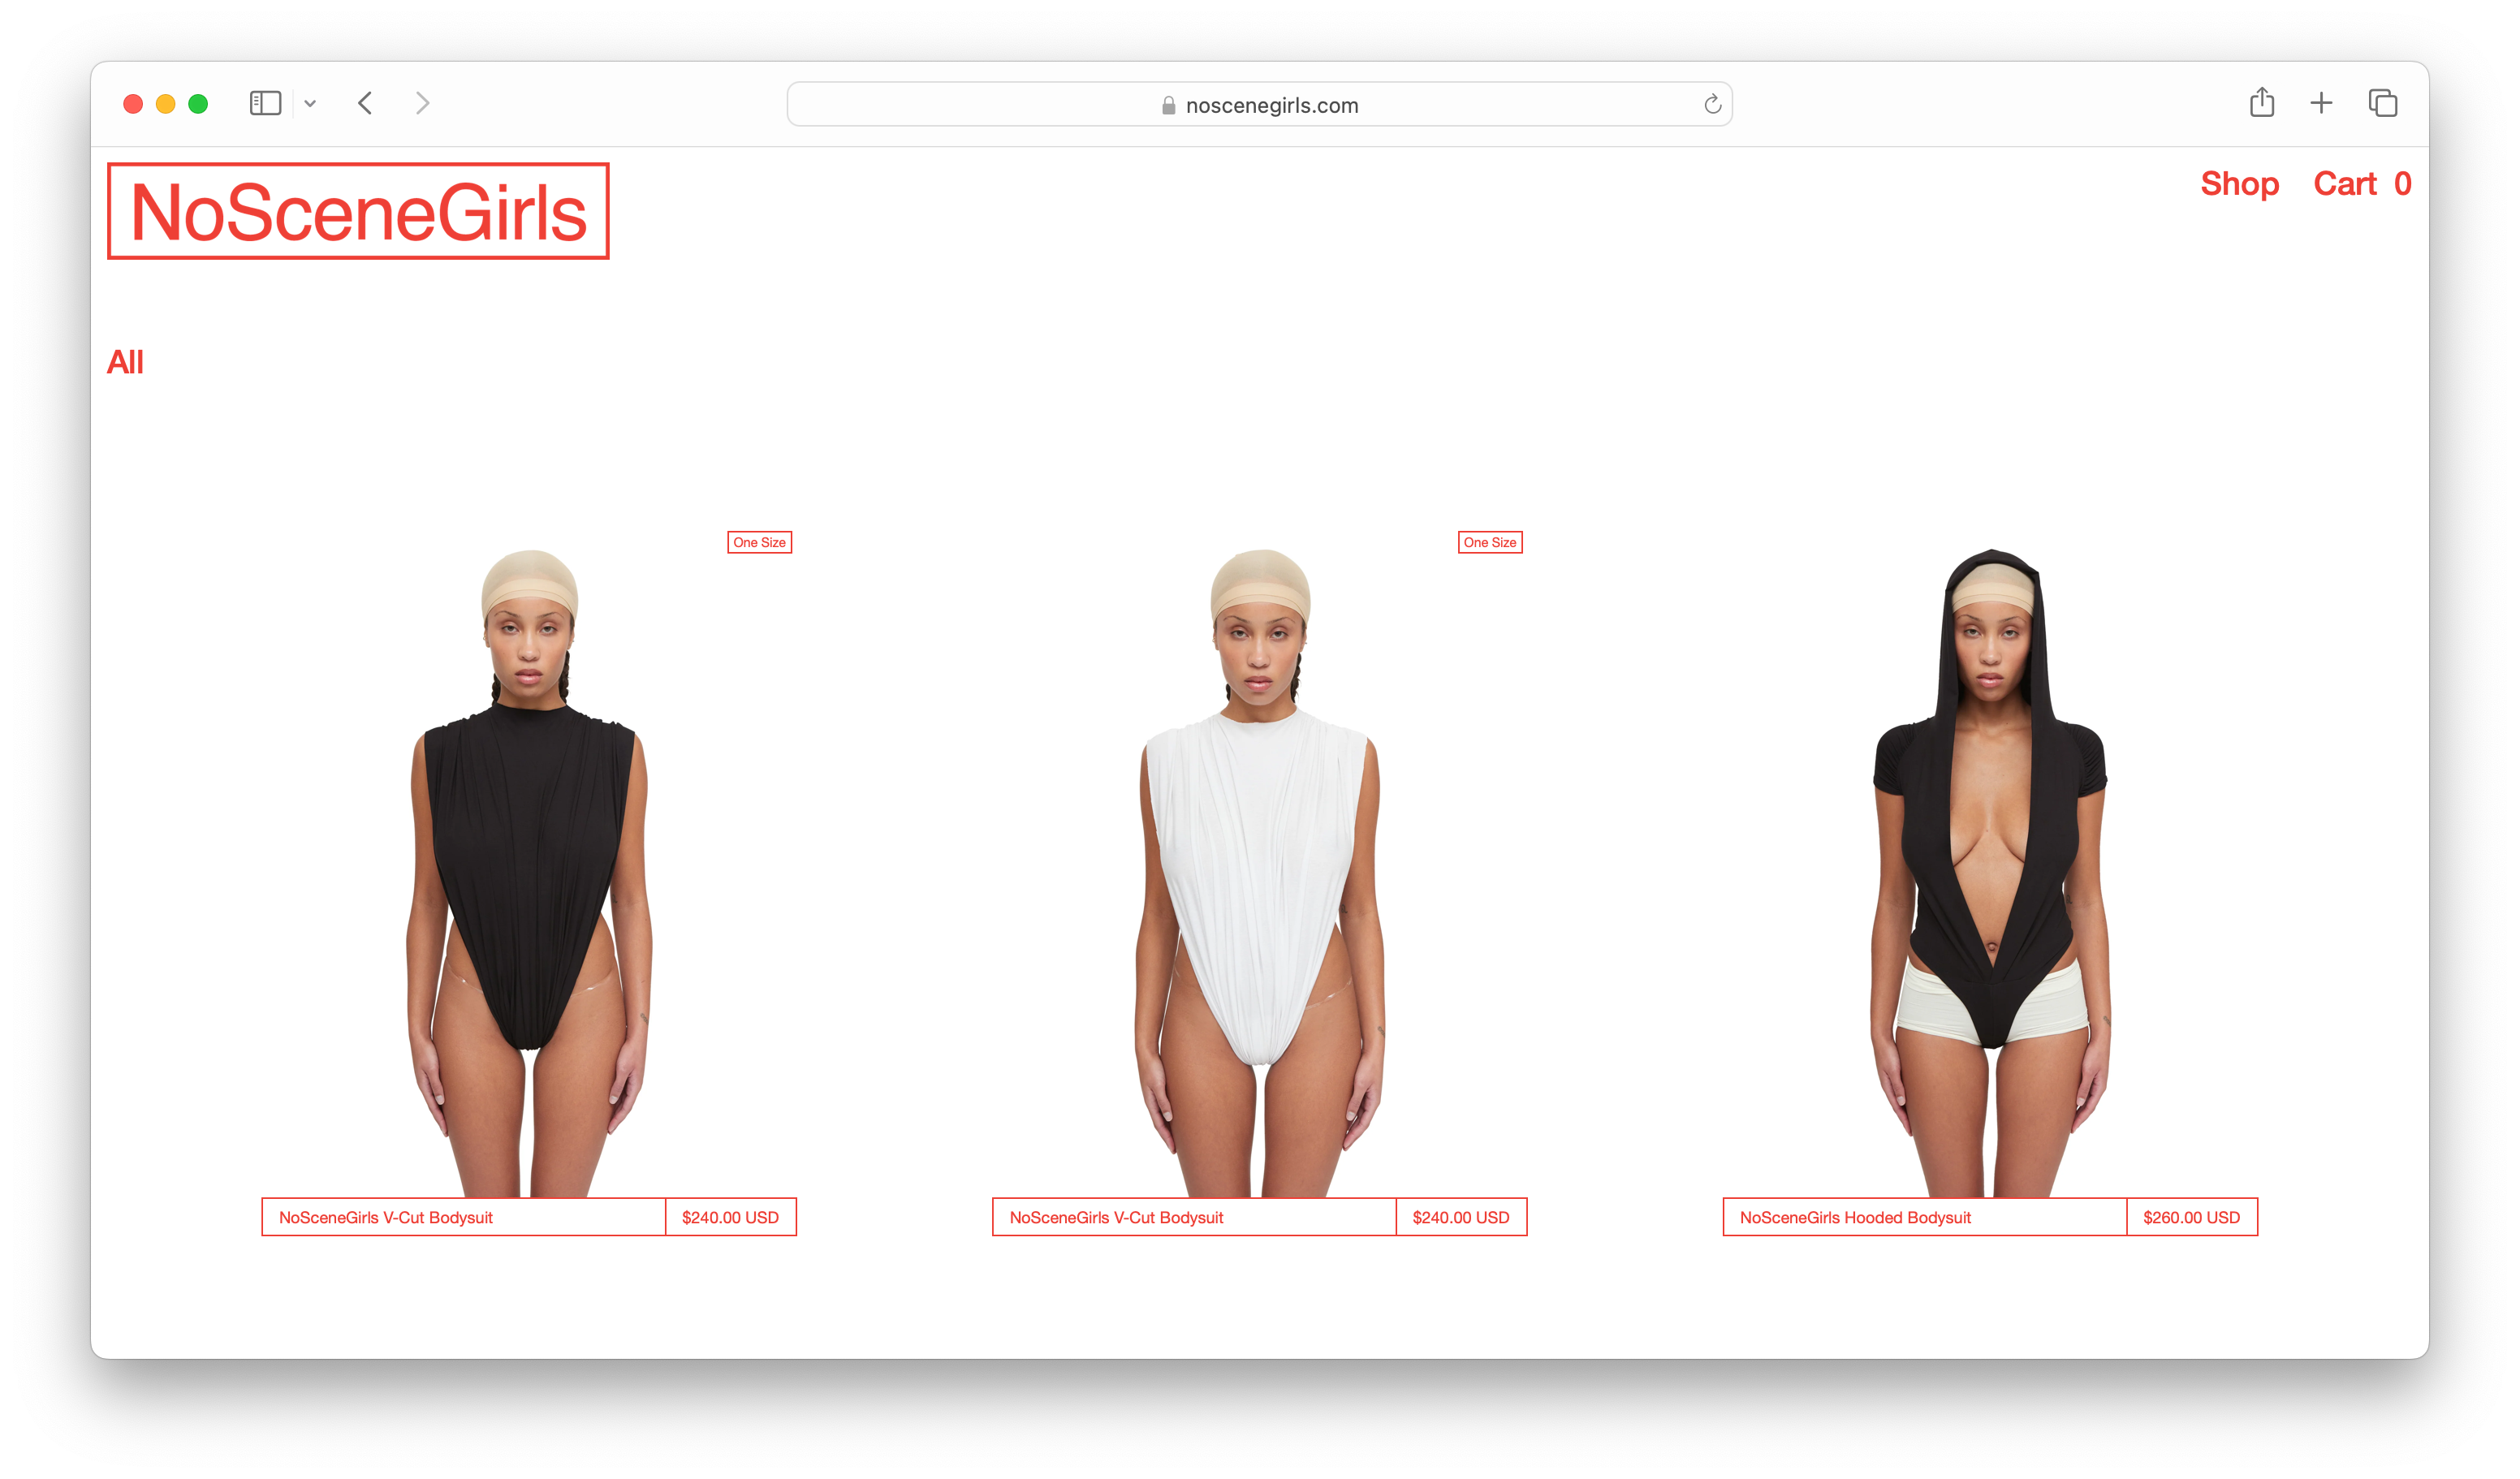 noscenegirls.com
NoSceneGirls
Shop Cart 0
All
One Size
One Size
NoSceneGirls V-Cut Bodysuit $240.00 USD
NoSceneGirls V-Cut Bodysuit $240.00 USD
NoSceneGirls Hooded Bodysuit $260.00 USD